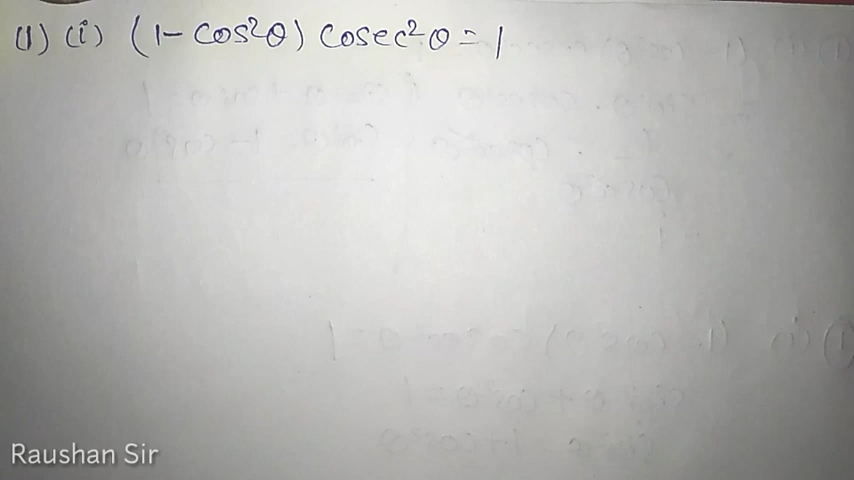 (1) (i) (1 - cos²θ) cosec²θ = 1
Raushan Sir